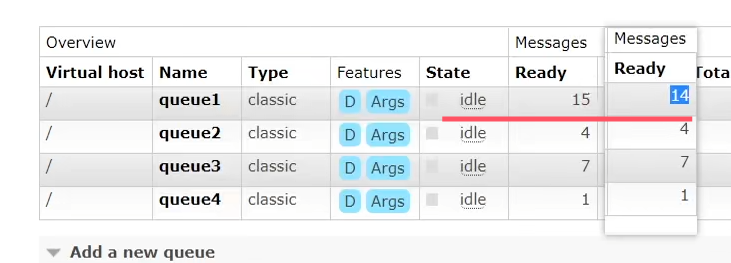 Overview Messages Messages
Virtual host Name Type Features State Ready Ready Tota
/ queue1 classic D Args idle 15 14
/ queue2 classic D Args idle 4 4
/ queue3 classic D Args idle 7 7
/ queue4 classic D Args idle 1 1
Add a new queue